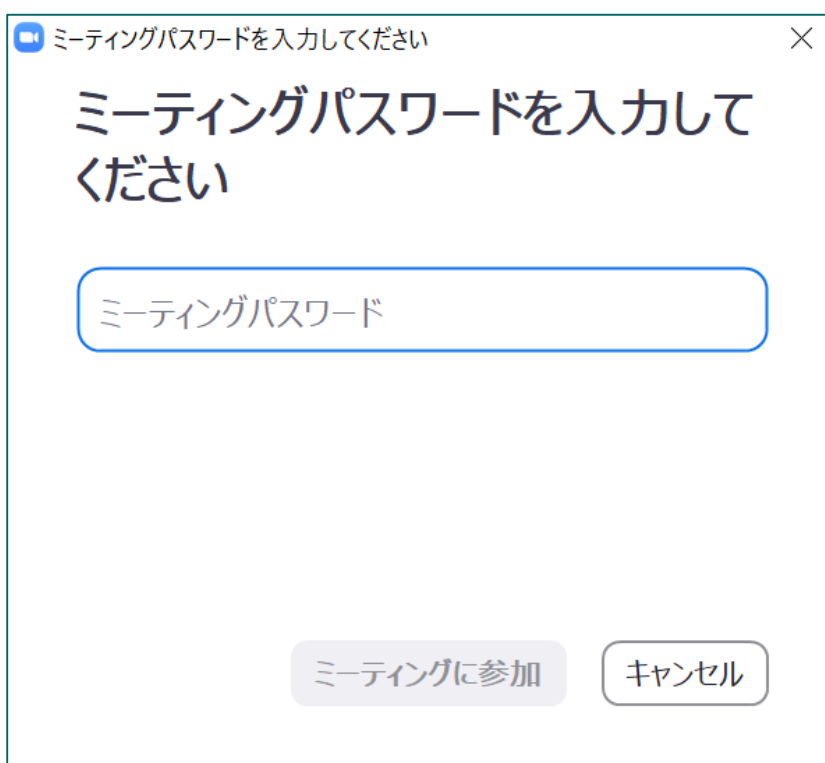 ミーティングパスワードを入力してください
ミーティングパスワードを入力して
ください
ミーティングパスワード
ミーティングに参加
キャンセル